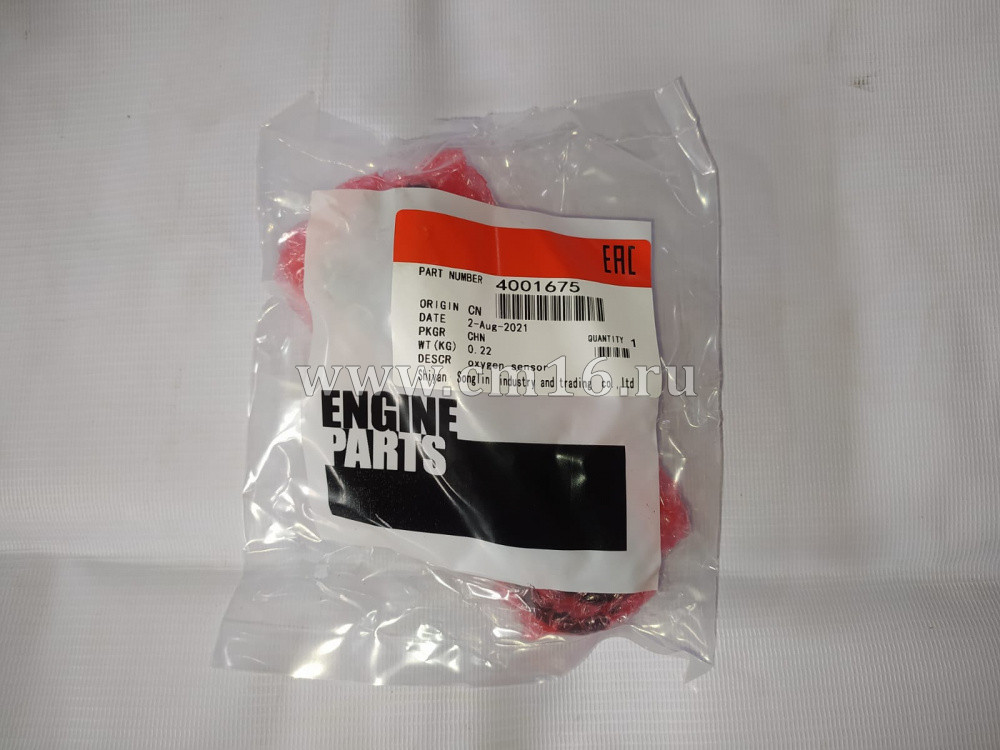 EAC
PART NUMBER 4001675
ORIGIN CN
DATE 2-Aug-2021
PKGR CHN
QUANTITY 1
WT(KG) 0.22
DESCR oxygen sensor
Shiyan Songlin industry and trading co.,ltd
www.cm16.ru
ENGINE
PARTS